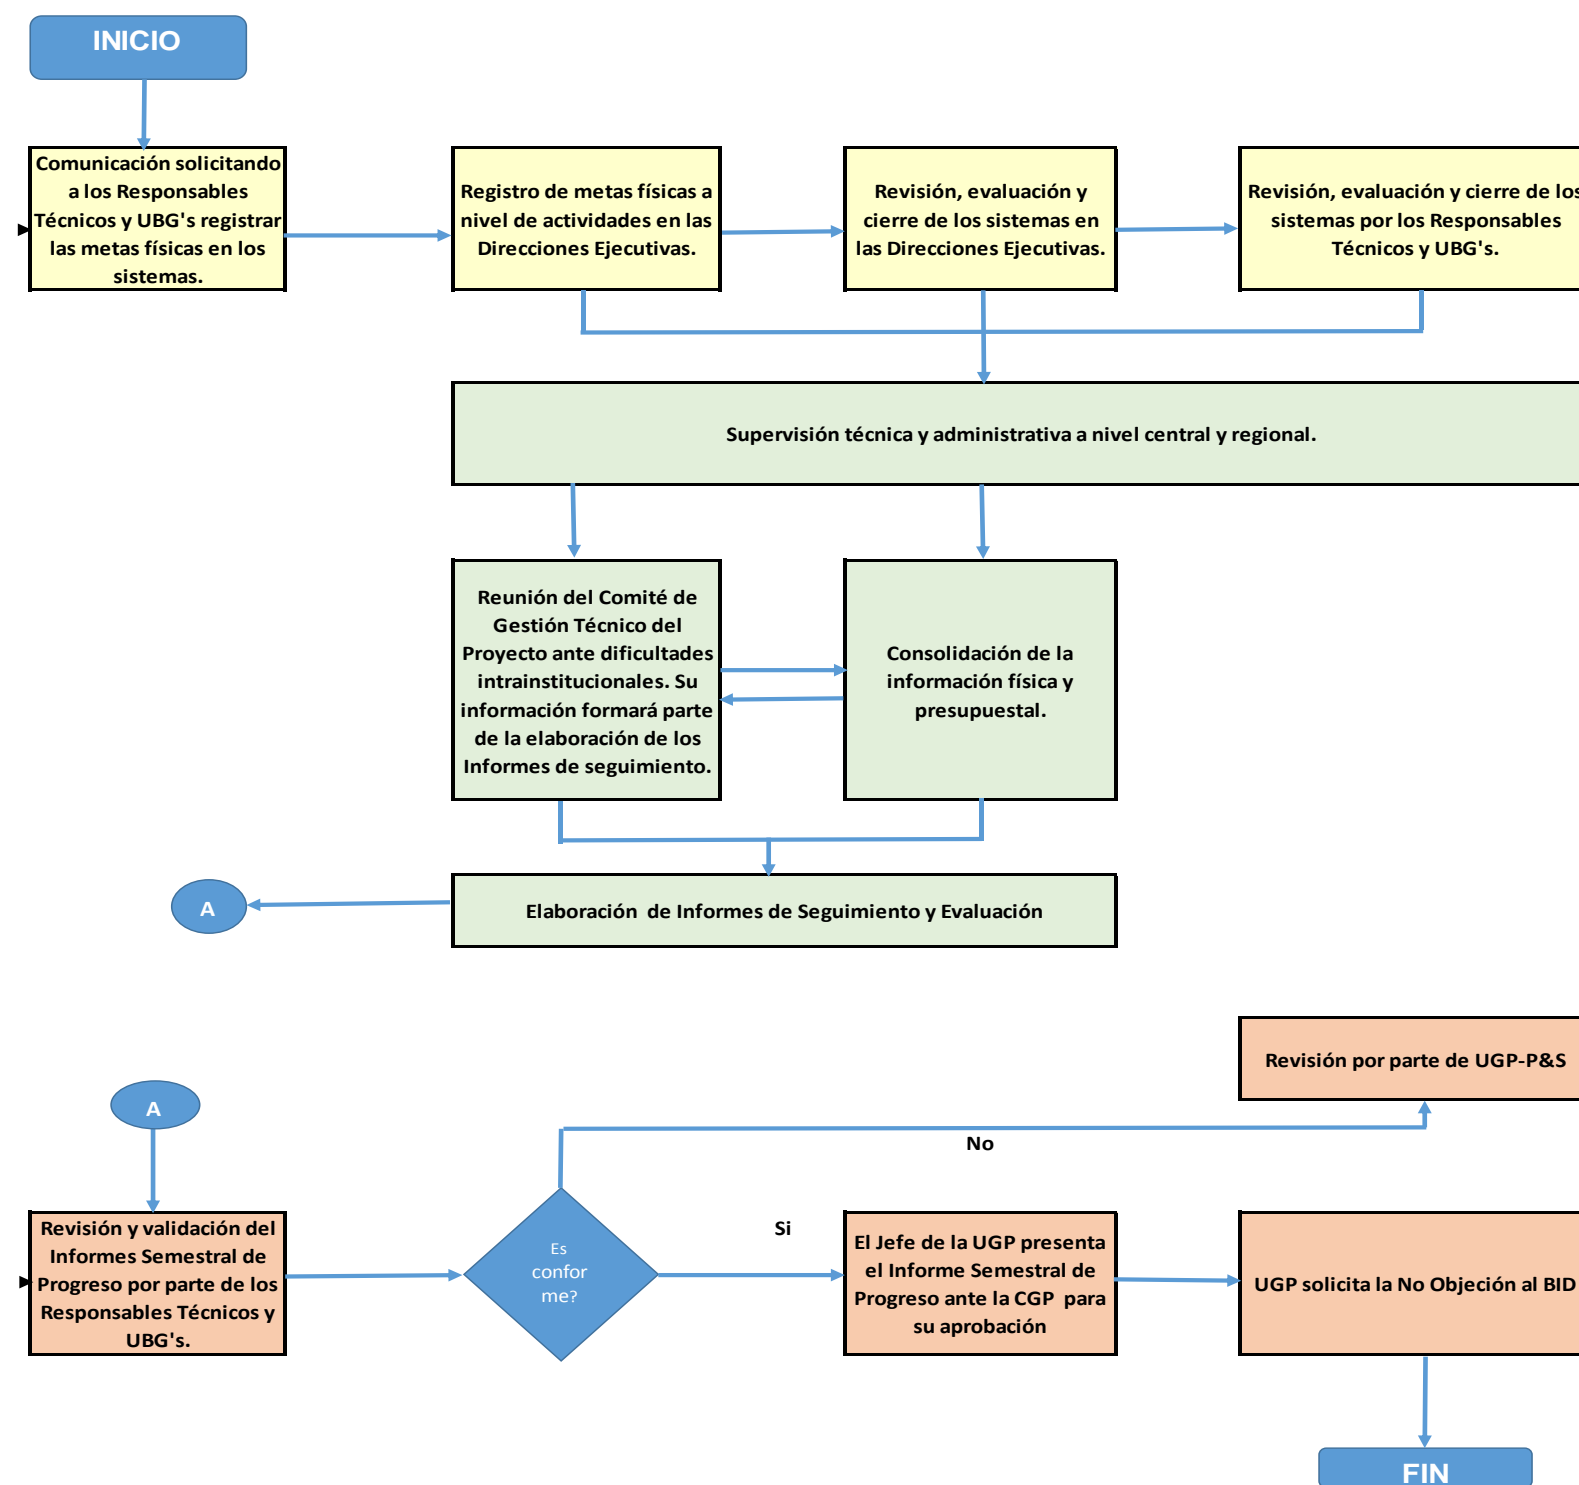 INICIO
Comunicación solicitando
a los Responsables
Técnicos y UBG's registrar
las metas físicas en los
sistemas.
Registro de metas físicas a
nivel de actividades en las
Direcciones Ejecutivas.
Revisión, evaluación y
cierre de los sistemas en
las Direcciones Ejecutivas.
Revisión, evaluación y cierre de los
sistemas por los Responsables
Técnicos y UBG's.
Supervisión técnica y administrativa a nivel central y regional.
Reunión del Comité de
Gestión Técnico del
Proyecto ante dificultades
intrainstitucionales. Su
información formará parte
de la elaboración de los
Informes de seguimiento.
Consolidación de la
información física y
presupuestal.
A
Elaboración  de Informes de Seguimiento y Evaluación
Revisión por parte de UGP-P&S
A
No
Revisión y validación del
Informes Semestral de
Progreso por parte de los
Responsables Técnicos y
UBG's.
Es
confor
me?
Si
El Jefe de la UGP presenta
el Informe Semestral de
Progreso ante la CGP  para
su aprobación
UGP solicita la No Objeción al BID
FIN